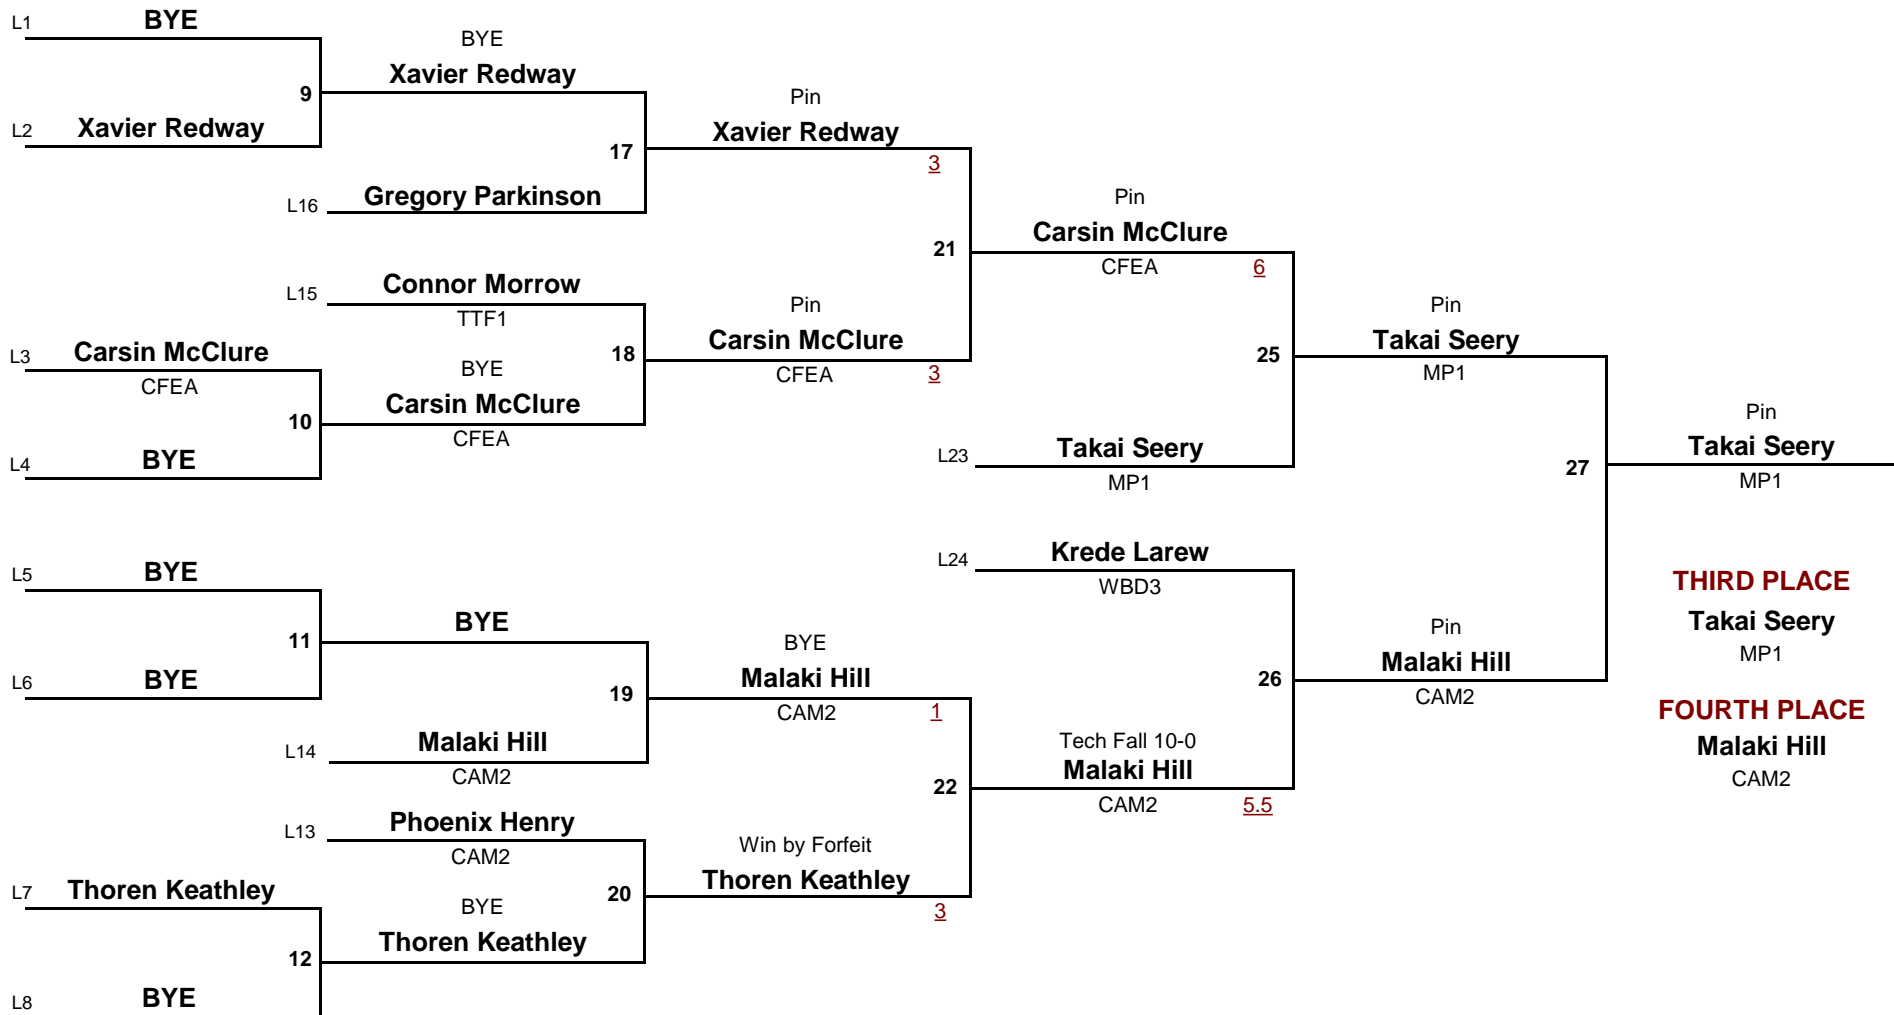 L1 BYE
9
L2 Xavier Redway
BYE
Xavier Redway
17
L16 Gregory Parkinson
Pin
Xavier Redway
3
L15 Connor Morrow
TTF1
L3 Carsin McClure
CFEA
10
L4 BYE
BYE
Carsin McClure
CFEA
18
Pin
Carsin McClure
CFEA 3
21
Pin
Carsin McClure
CFEA 6
25
L23 Takai Seery
MP1
Pin
Takai Seery
MP1
27
Pin
Takai Seery
MP1
L5 BYE
11
L6 BYE
BYE
19
L14 Malaki Hill
CAM2
BYE
Malaki Hill
CAM2 1
L13 Phoenix Henry
CAM2
L7 Thoren Keathley
12
L8 BYE
BYE
Thoren Keathley
20
Win by Forfeit
Thoren Keathley
3
22
L24 Krede Larew
WBD3
26
Tech Fall 10-0
Malaki Hill
CAM2 5.5
Pin
Malaki Hill
CAM2
THIRD PLACE
Takai Seery
MP1
FOURTH PLACE
Malaki Hill
CAM2